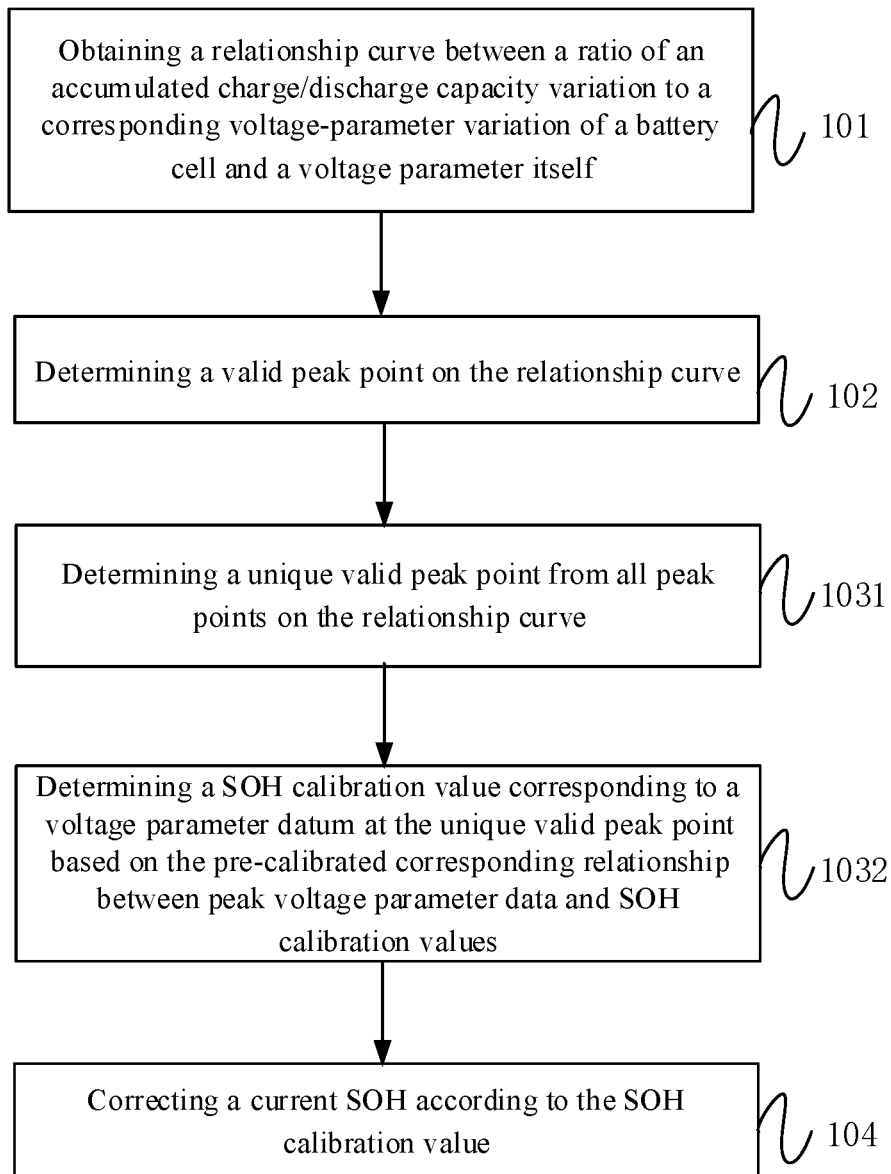 Obtaining a relationship curve between a ratio of an
accumulated charge/discharge capacity variation to a
corresponding voltage-parameter variation of a battery
cell and a voltage parameter itself
101
Determining a valid peak point on the relationship curve
102
Determining a unique valid peak point from all peak
points on the relationship curve
1031
Determining a SOH calibration value corresponding to a
voltage parameter datum at the unique valid peak point
based on the pre-calibrated corresponding relationship
between peak voltage parameter data and SOH
calibration values
1032
Correcting a current SOH according to the SOH
calibration value
104